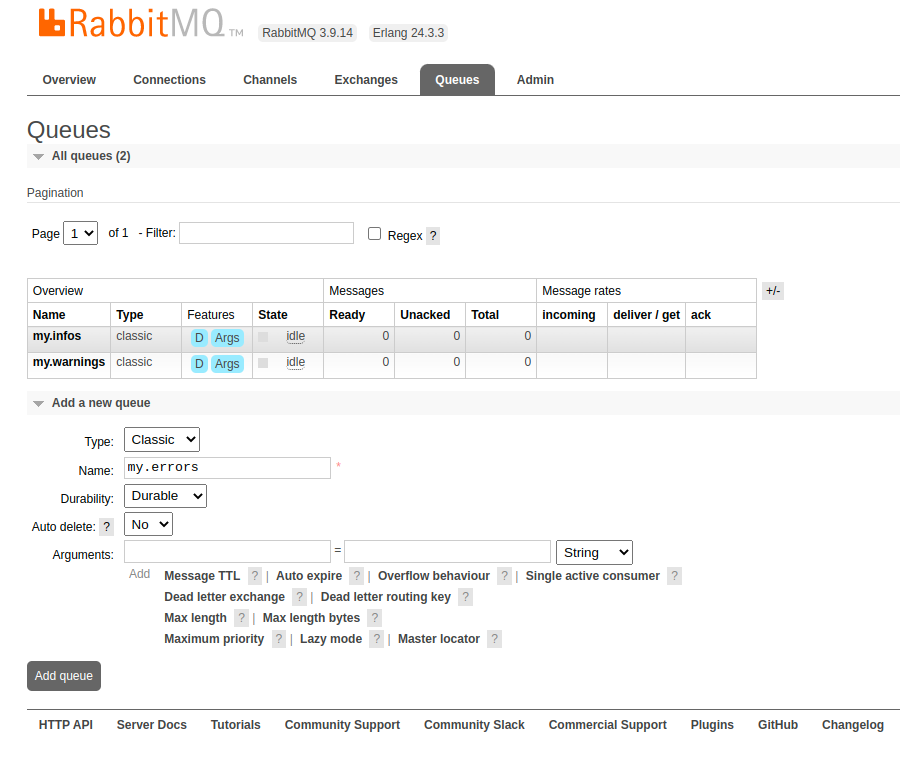 RabbitMQ TM RabbitMQ 3.9.14 Erlang 24.3.3
Overview Connections Channels Exchanges Queues Admin
Queues
All queues (2)
Pagination
Page 1 of 1 - Filter: Regex ?
Overview Messages Message rates +/-
Name Type Features State Ready Unacked Total incoming deliver / get ack
my.infos classic D Args idle 0 0 0
my.warnings classic D Args idle 0 0 0
Add a new queue
Type: Classic
Name: my.errors *
Durability: Durable
Auto delete: ? No
Arguments: = String
Add Message TTL ? | Auto expire ? | Overflow behaviour ? | Single active consumer ?
Dead letter exchange ? | Dead letter routing key ?
Max length ? | Max length bytes ?
Maximum priority ? | Lazy mode ? | Master locator ?
Add queue
HTTP API Server Docs Tutorials Community Support Community Slack Commercial Support Plugins GitHub Changelog